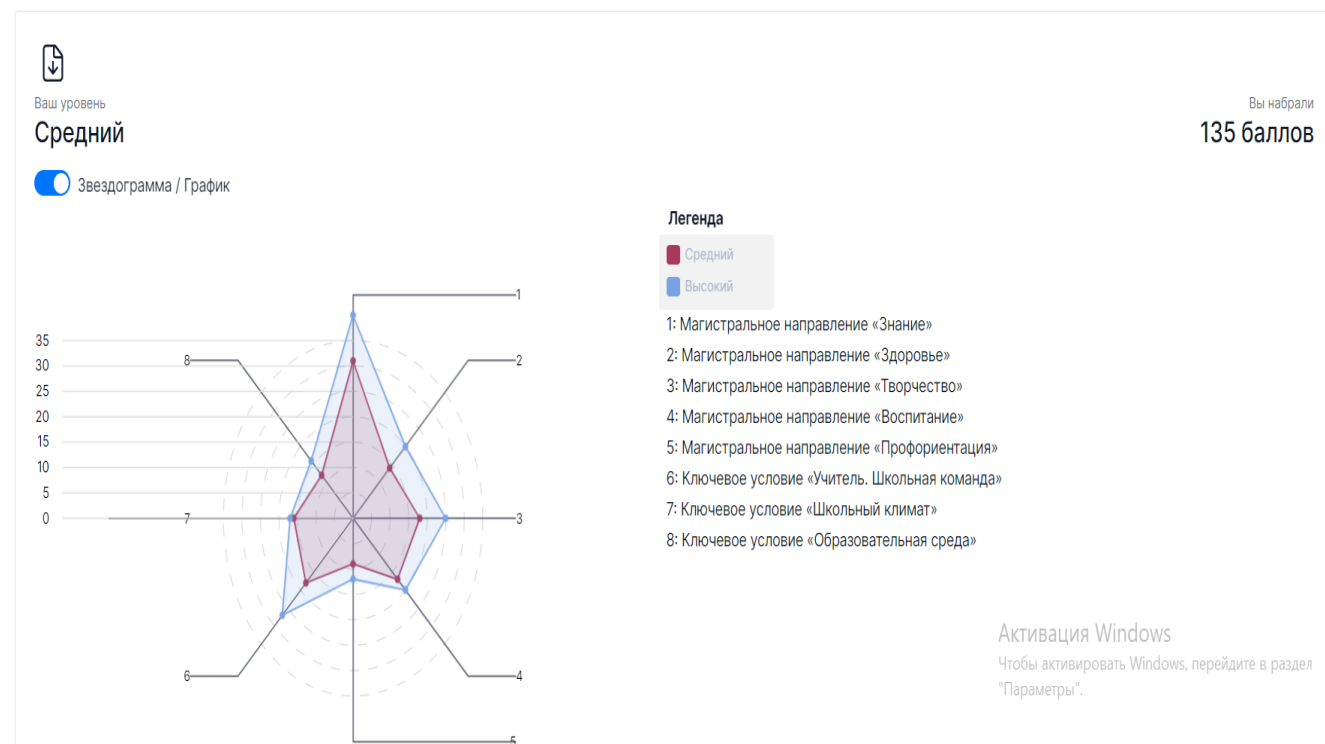 Ваш уровень
Средний
Вы набрали
135 баллов
Звездограмма / График
35
30
25
20
15
10
5
0
1
2
3
4
5
6
7
8
Легенда
Средний
Высокий
1: Магистральное направление «Знание»
2: Магистральное направление «Здоровье»
3: Магистральное направление «Творчество»
4: Магистральное направление «Воспитание»
5: Магистральное направление «Профориентация»
6: Ключевое условие «Учитель. Школьная команда»
7: Ключевое условие «Школьный климат»
8: Ключевое условие «Образовательная среда»
Активация Windows
Чтобы активировать Windows, перейдите в раздел
"Параметры".